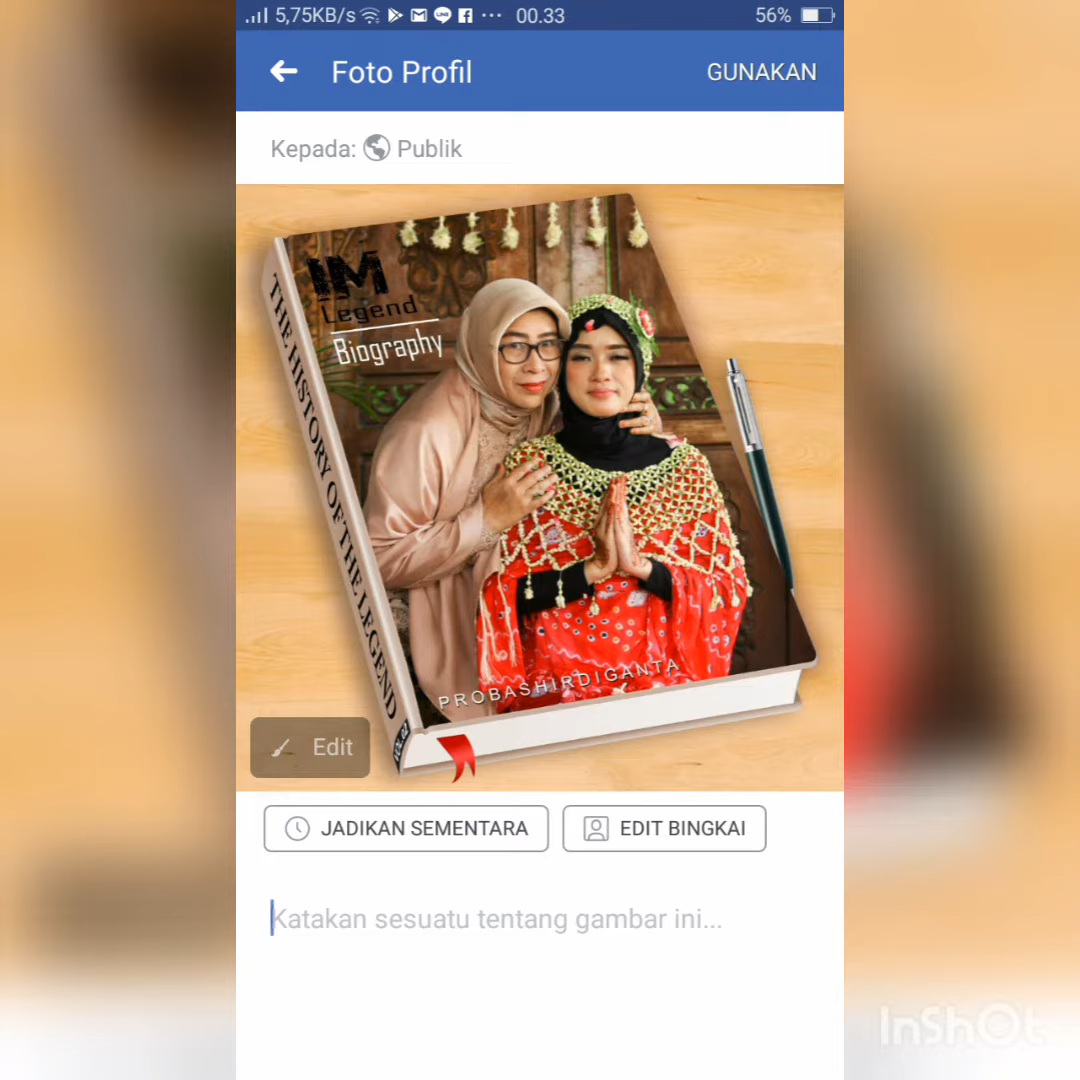 5,75KB/s ... 00.33 56%
Foto Profil GUNAKAN
Kepada: Publik
IM
Legend
Biography
THE HISTORY OF THE LEGEND
PROBASHIRDIGANTA
Edit
JADIKAN SEMENTARA EDIT BINGKAI
Katakan sesuatu tentang gambar ini...
InShOt